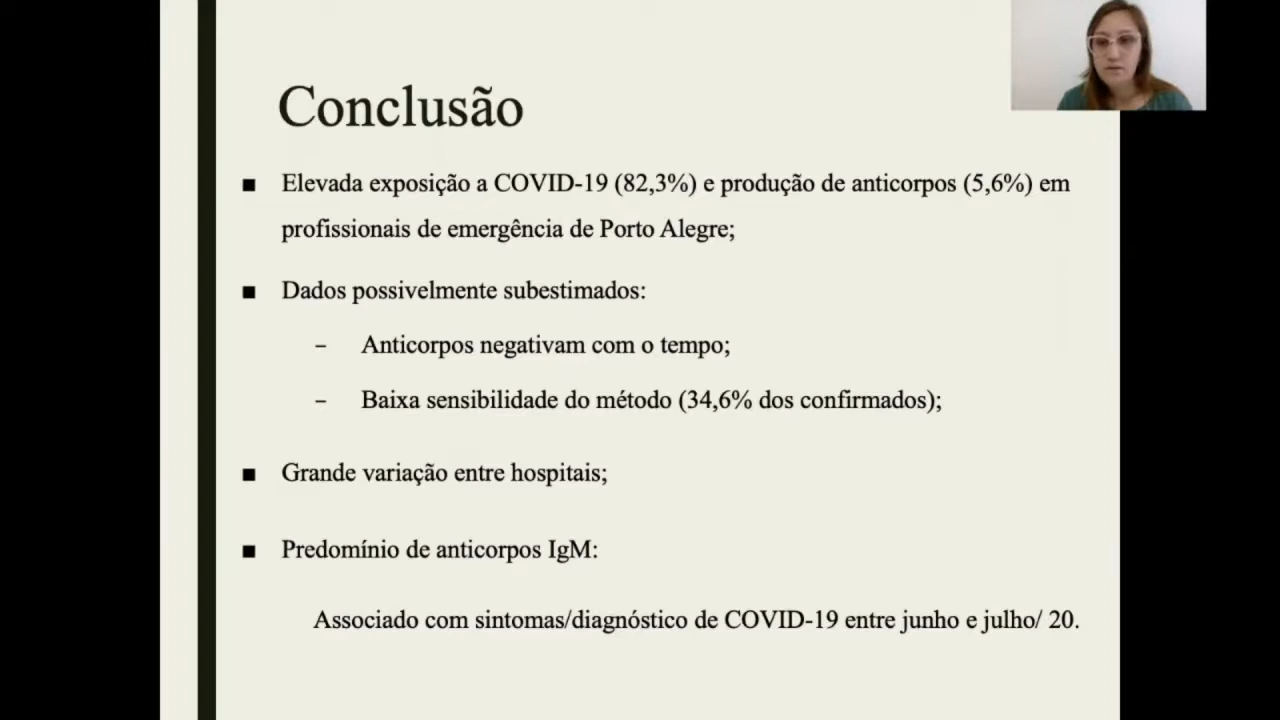 Conclusão
■ Elevada exposição a COVID-19 (82,3%) e produção de anticorpos (5,6%) em
profissionais de emergência de Porto Alegre;
■ Dados possivelmente subestimados:
– Anticorpos negativam com o tempo;
– Baixa sensibilidade do método (34,6% dos confirmados);
■ Grande variação entre hospitais;
■ Predomínio de anticorpos IgM:
Associado com sintomas/diagnóstico de COVID-19 entre junho e julho/ 20.